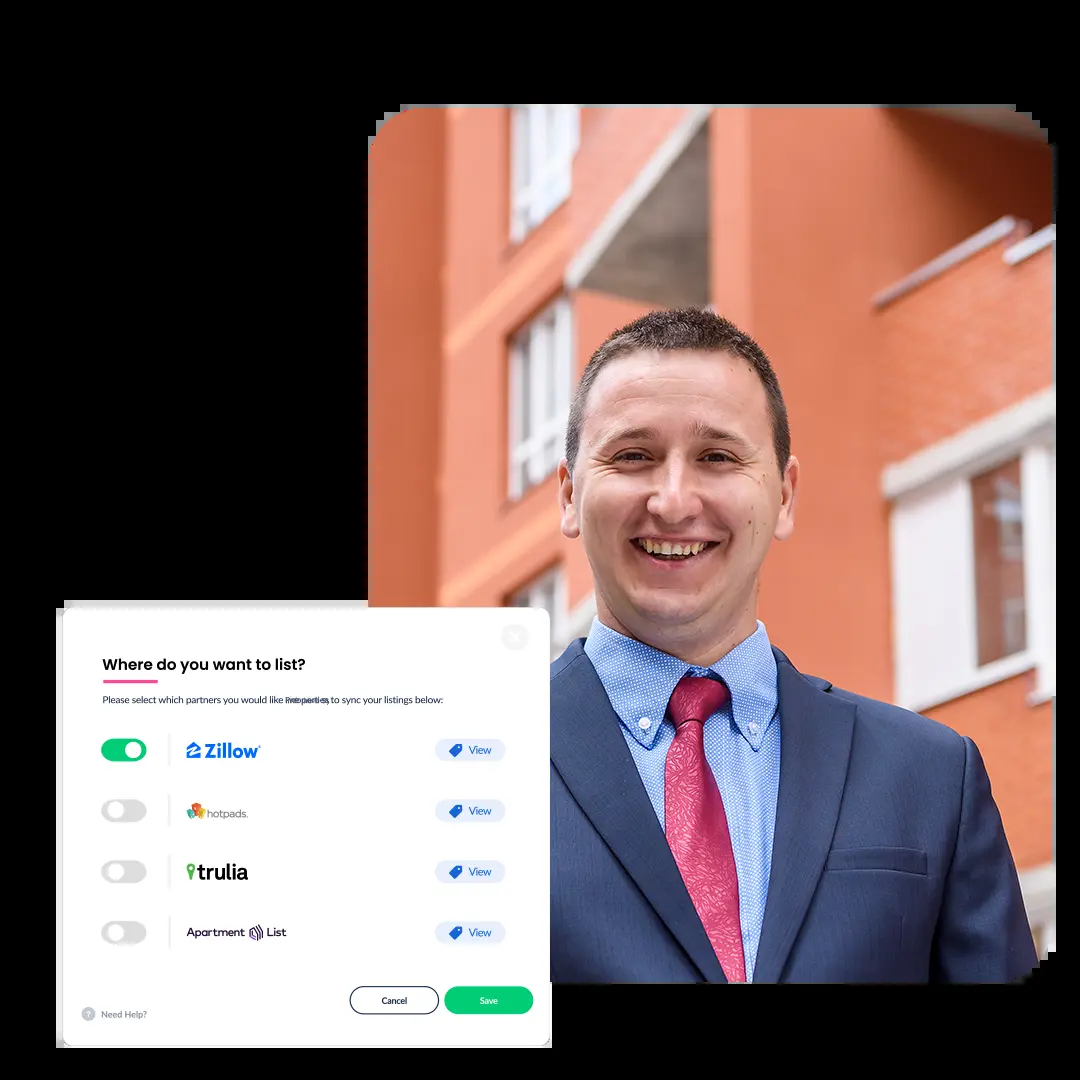 Where do you want to list?
Please select which partners you would like to sync your listings below:
Zillow
View
hotpads.
View
trulia
View
Apartment List
View
Cancel
Save
? Need Help?